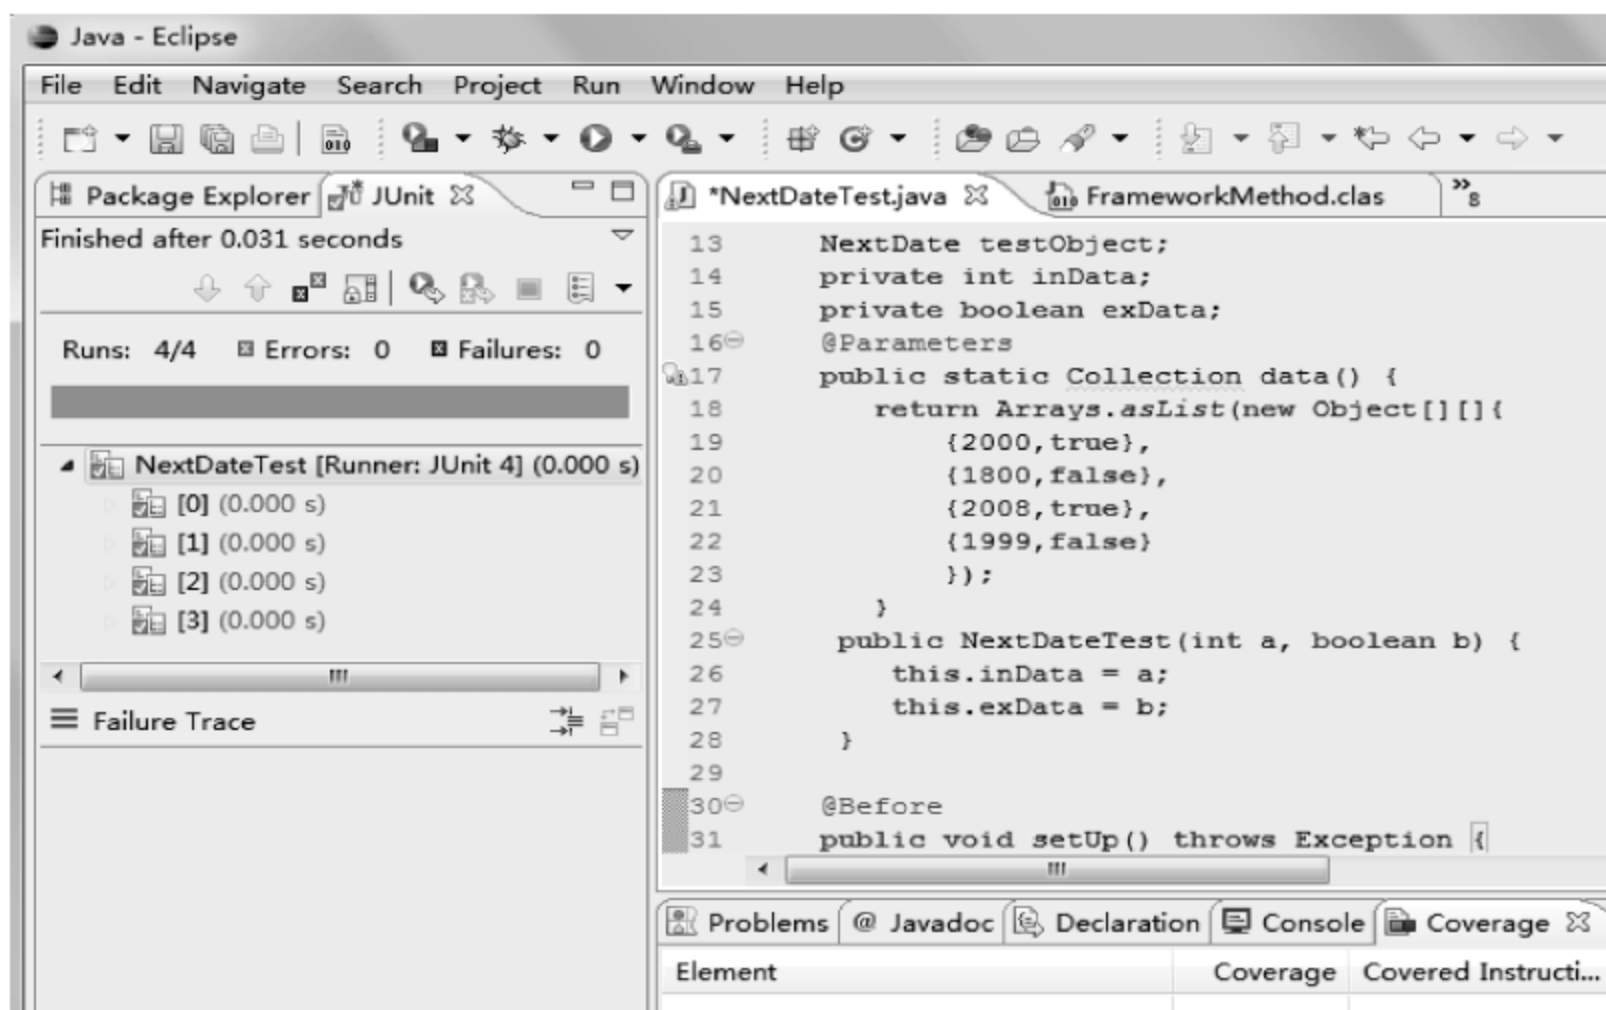 Java - Eclipse
File Edit Navigate Search Project Run Window Help
Package Explorer JUnit
Finished after 0.031 seconds
Runs: 4/4 Errors: 0 Failures: 0
NextDateTest [Runner: JUnit 4] (0.000 s)
[0] (0.000 s)
[1] (0.000 s)
[2] (0.000 s)
[3] (0.000 s)
Failure Trace
*NextDateTest.java FrameworkMethod.clas »8
13 NextDate testObject;
14 private int inData;
15 private boolean exData;
16 @Parameters
17 public static Collection data() {
18 return Arrays.asList(new Object[][]{
19 {2000,true},
20 {1800,false},
21 {2008,true},
22 {1999,false}
23 });
24 }
25 public NextDateTest(int a, boolean b) {
26 this.inData = a;
27 this.exData = b;
28 }
29
30 @Before
31 public void setUp() throws Exception {
Problems @ Javadoc Declaration Console Coverage
Element Coverage Covered Instructi...